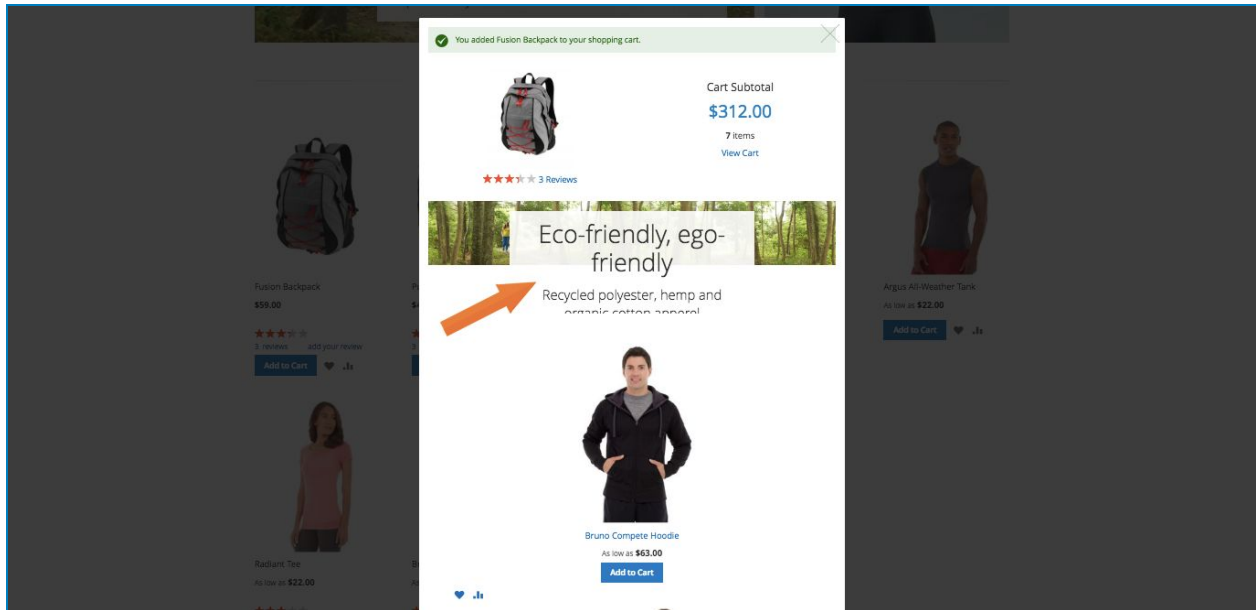 You added Fusion Backpack to your shopping cart.
Cart Subtotal
$312.00
7 items
View Cart
3 Reviews
Eco-friendly, ego-
friendly
Recycled polyester, hemp and
organic cotton apparel
Bruno Compete Hoodie
As low as $63.00
Add to Cart
Fusion Backpack
$59.00
3 reviews add your review
Add to Cart
Argus All-Weather Tank
As low as $22.00
Add to Cart
Radiant Tee
As low as $22.00